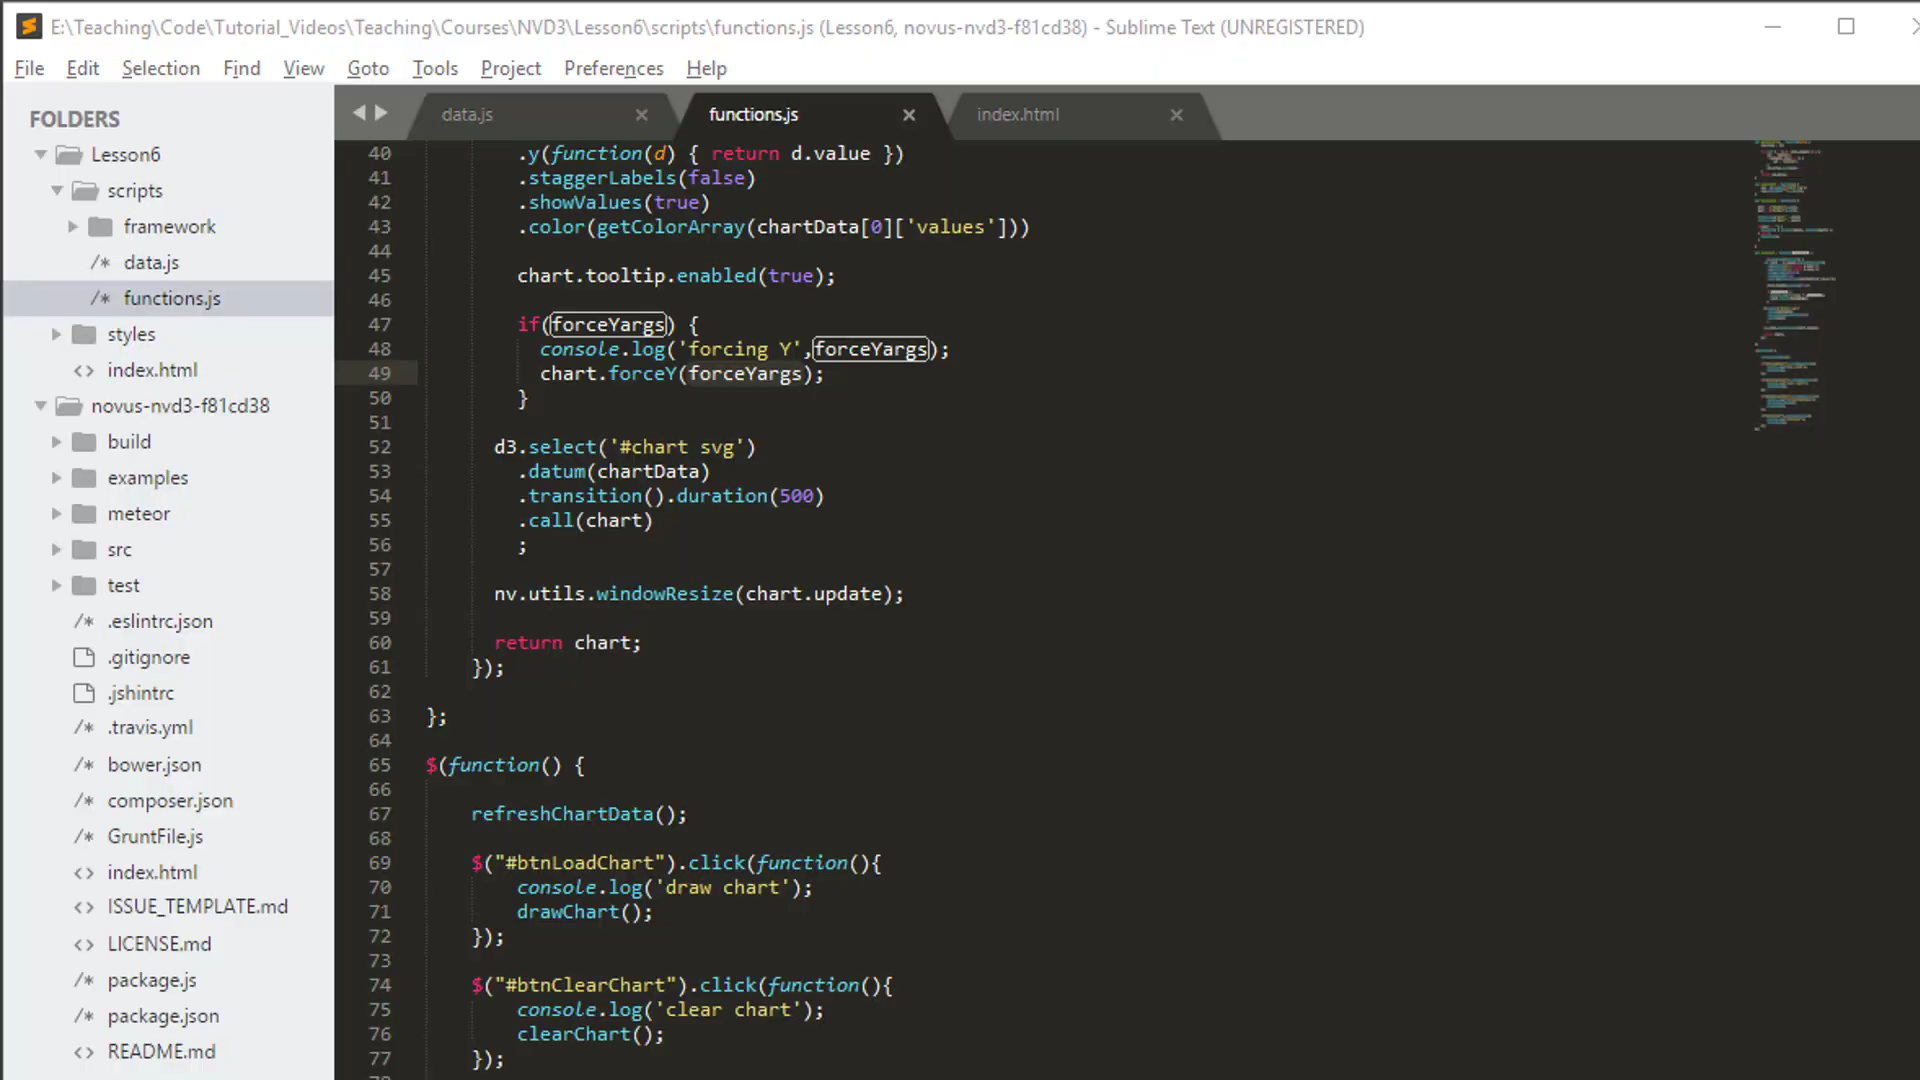 E:\Teaching\Code\Tutorial_Videos\Teaching\Courses\NVD3\Lesson6\scripts\functions.js (Lesson6, novus-nvd3-f81cd38) - Sublime Text (UNREGISTERED)
File Edit Selection Find View Goto Tools Project Preferences Help
FOLDERS
Lesson6
scripts
framework
/* data.js
/* functions.js
styles
<> index.html
novus-nvd3-f81cd38
build
examples
meteor
src
test
/* .eslintrc.json
.gitignore
.jshintrc
/* .travis.yml
/* bower.json
/* composer.json
/* GruntFile.js
<> index.html
<> ISSUE_TEMPLATE.md
<> LICENSE.md
/* package.js
/* package.json
<> README.md
data.js functions.js index.html
40 .y(function(d) { return d.value })
41 .staggerLabels(false)
42 .showValues(true)
43 .color(getColorArray(chartData[0]['values']))
44
45 chart.tooltip.enabled(true);
46
47 if(forceYargs) {
48 console.log('forcing Y',forceYargs);
49 chart.forceY(forceYargs);
50 }
51
52 d3.select('#chart svg')
53 .datum(chartData)
54 .transition().duration(500)
55 .call(chart)
56 ;
57
58 nv.utils.windowResize(chart.update);
59
60 return chart;
61 });
62
63 };
64
65 $(function() {
66
67 refreshChartData();
68
69 $("#btnLoadChart").click(function(){
70 console.log('draw chart');
71 drawChart();
72 });
73
74 $("#btnClearChart").click(function(){
75 console.log('clear chart');
76 clearChart();
77 });